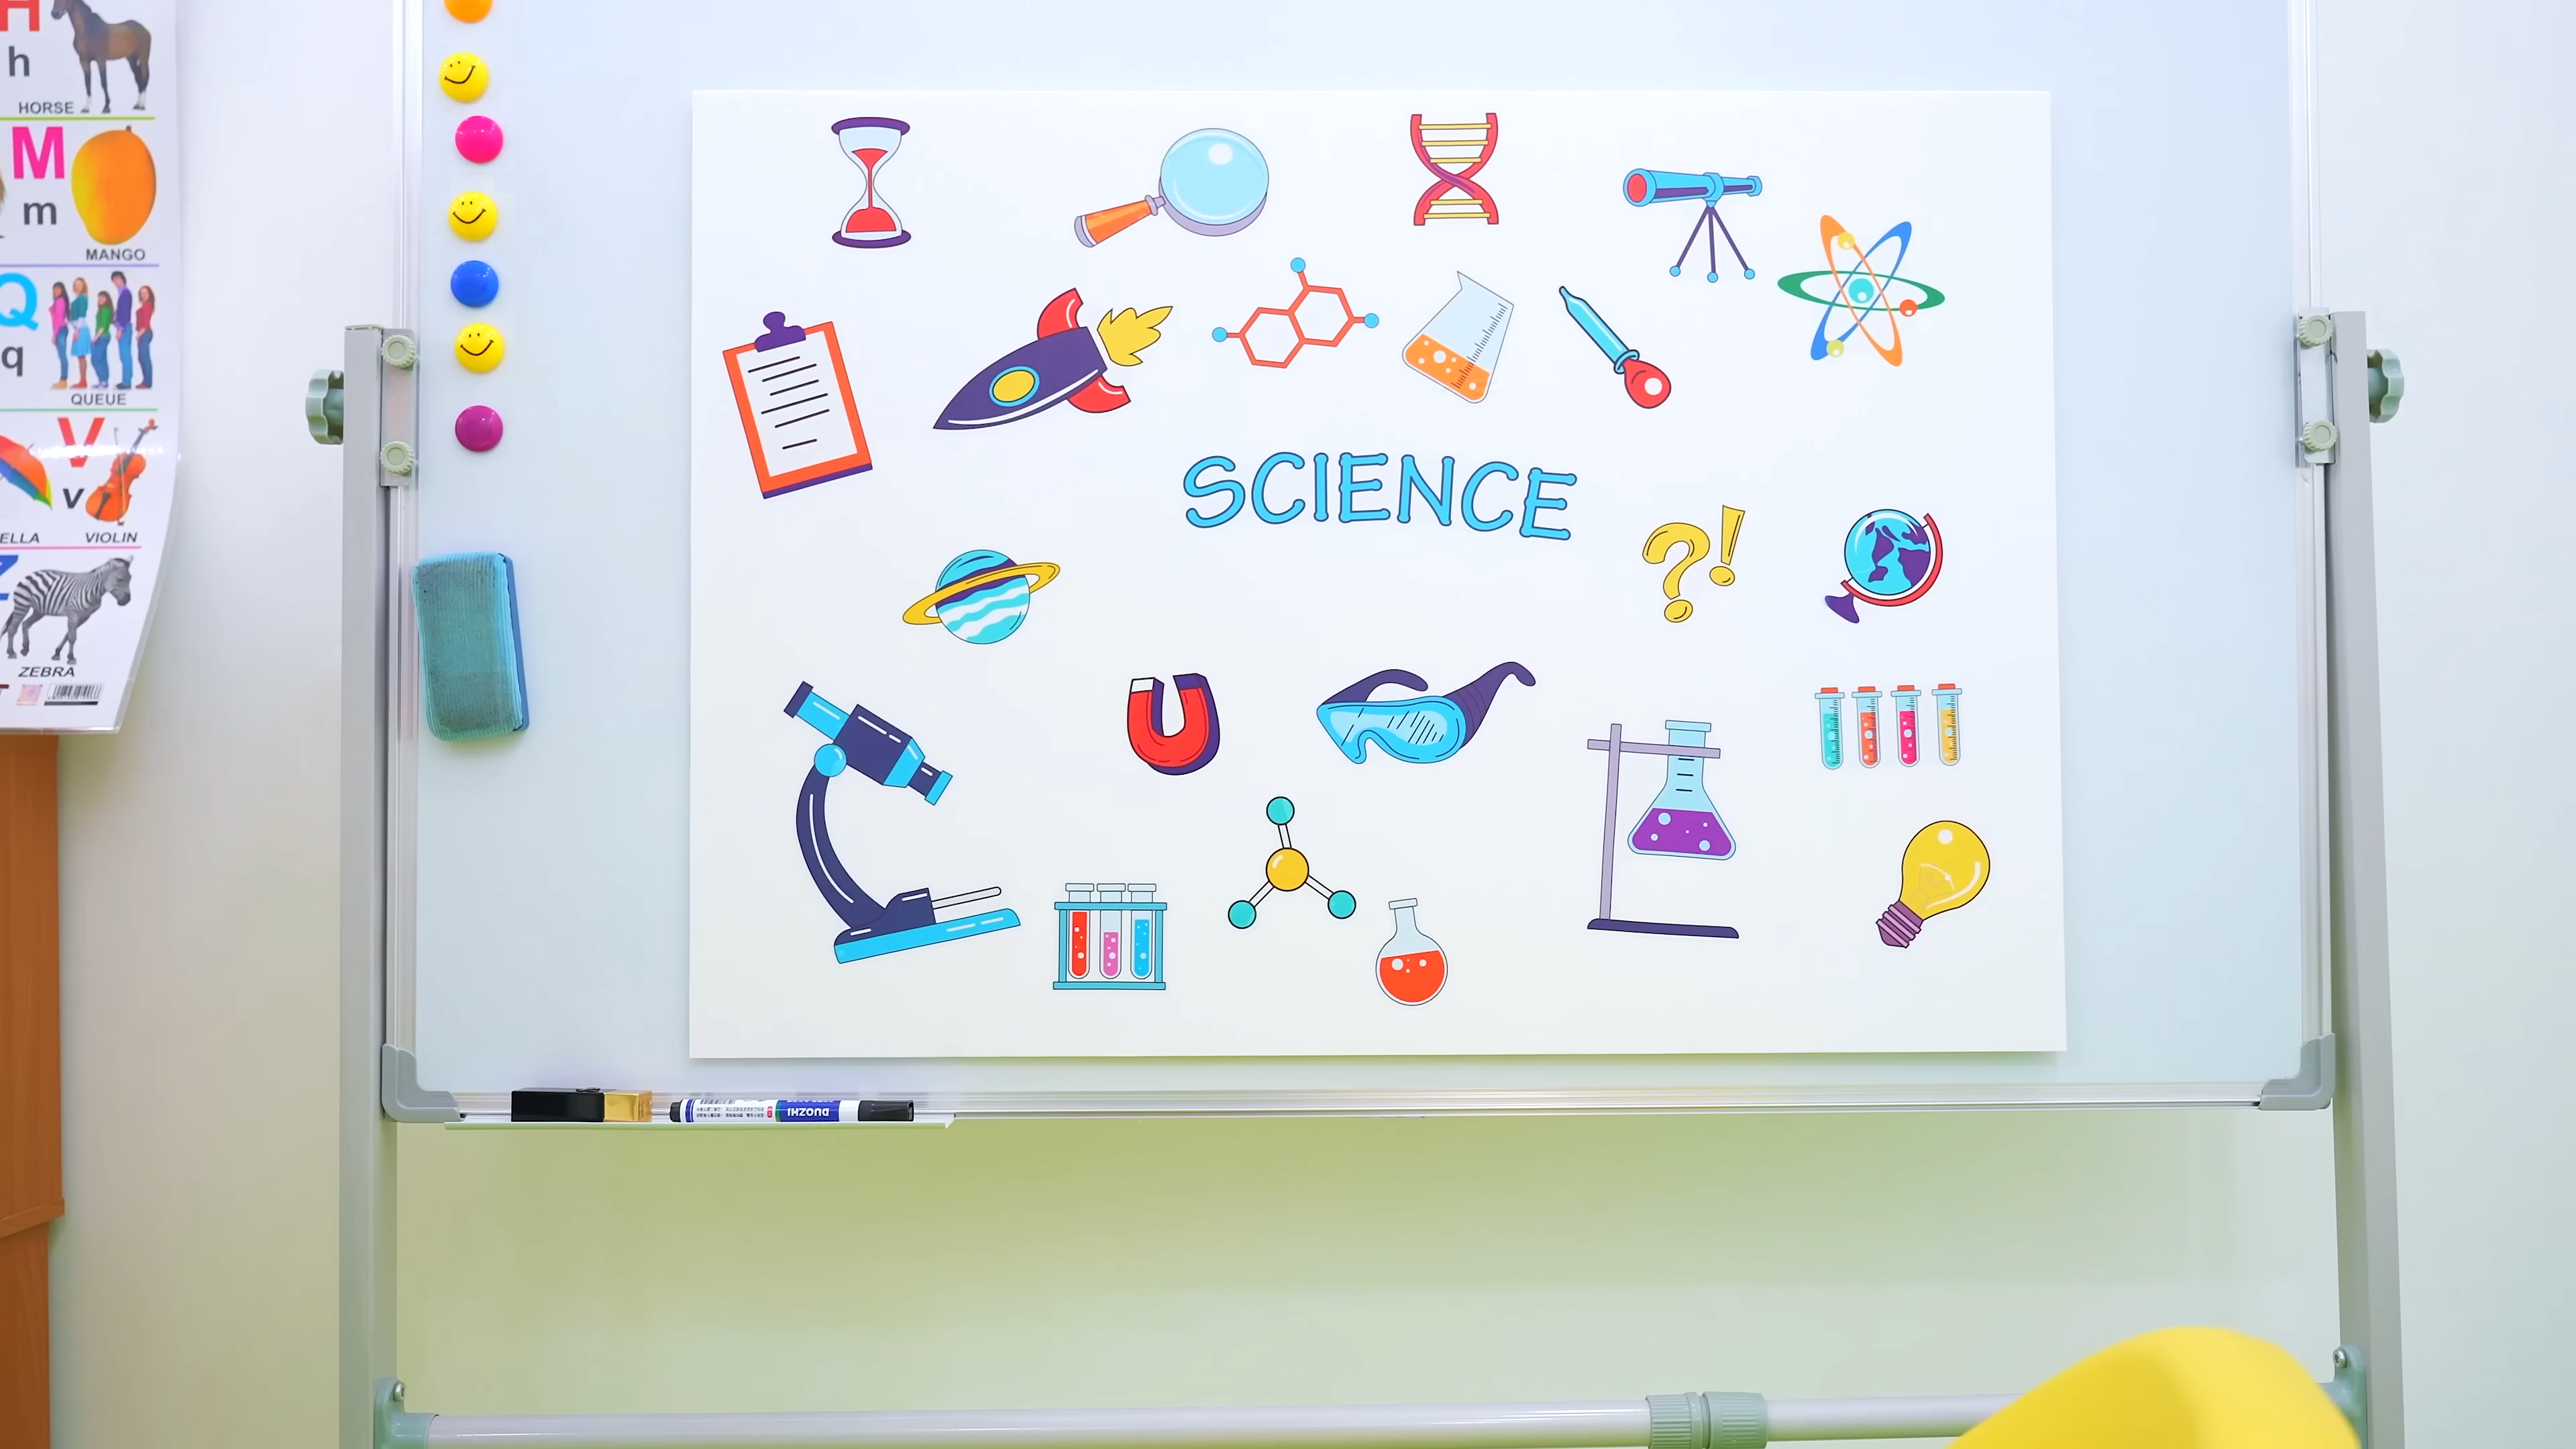 H
h
HORSE
M
m
MANGO
Q
q
QUEUE
V
v
ELLA VIOLIN
Z
ZEBRA
SCIENCE
?!
DUOZHI